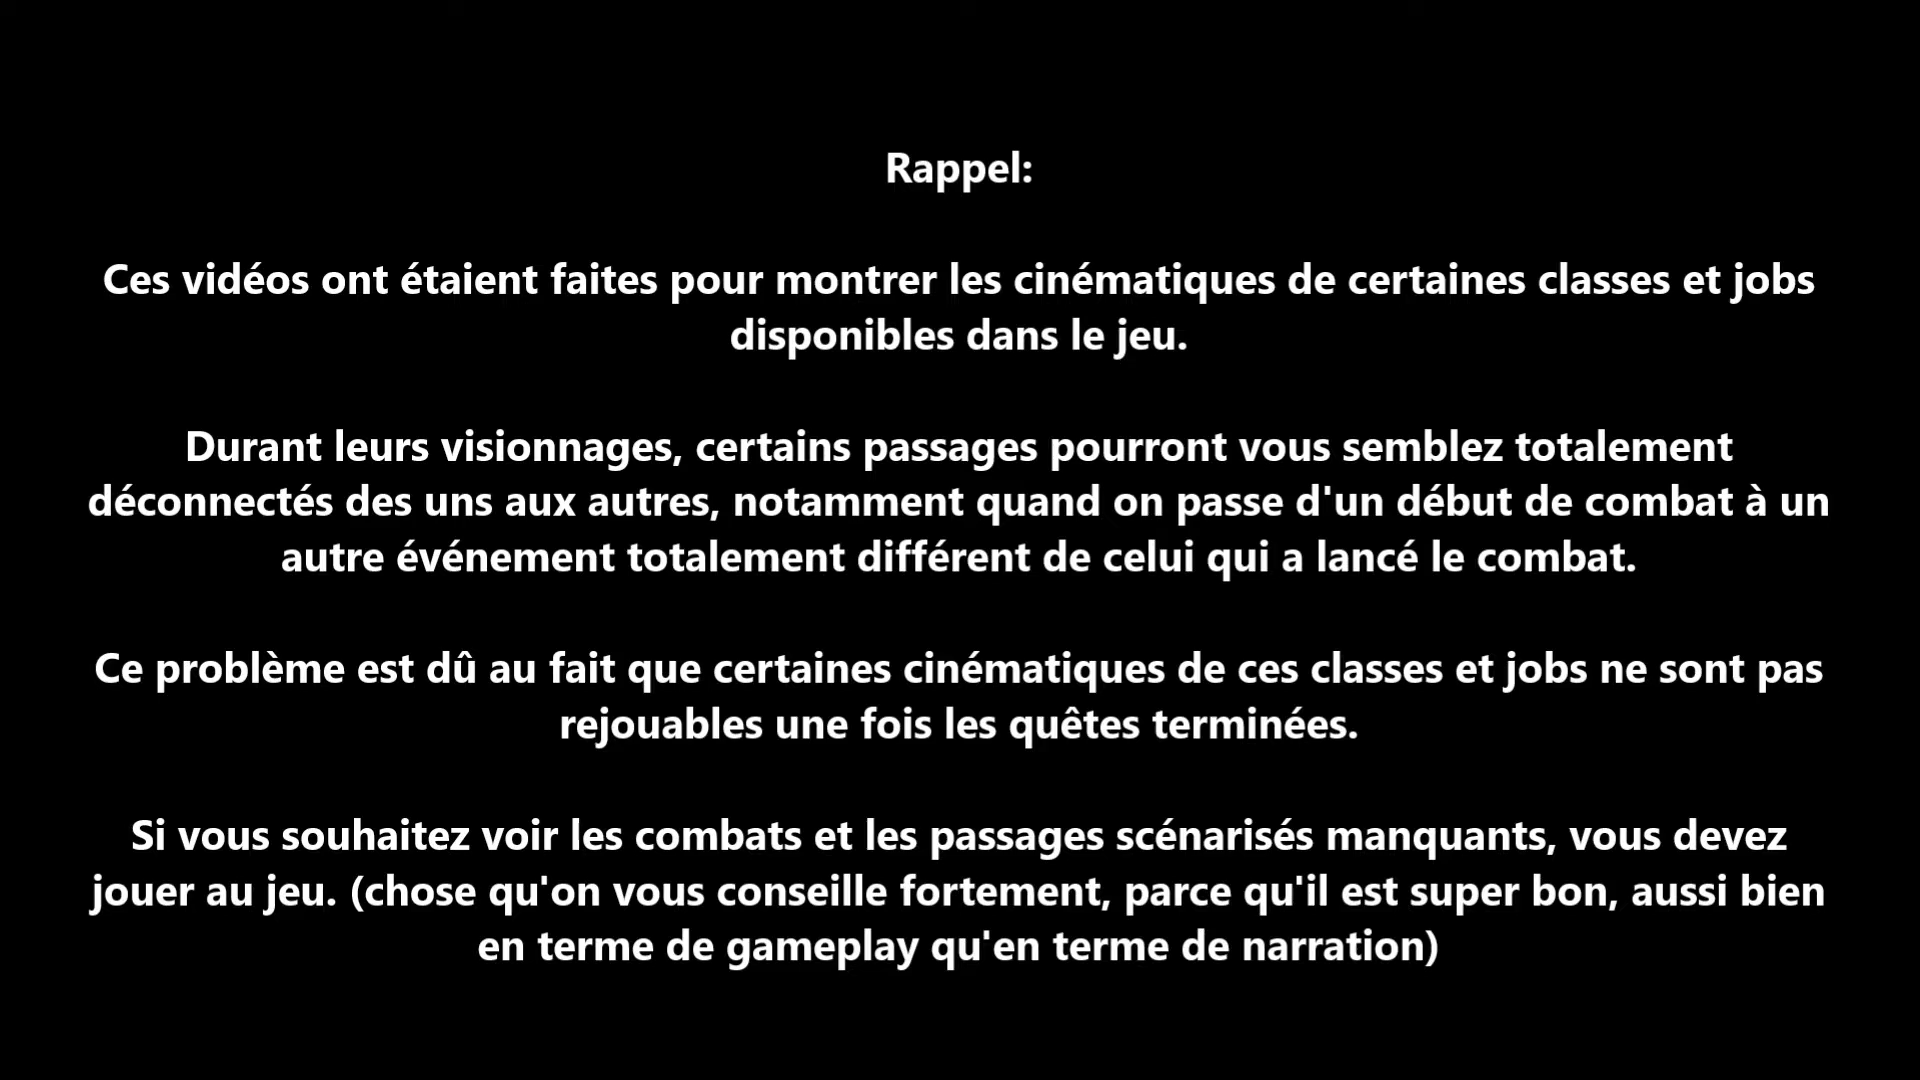 Rappel:
Ces vidéos ont étaient faites pour montrer les cinématiques de certaines classes et jobs
disponibles dans le jeu.
Durant leurs visionnages, certains passages pourront vous semblez totalement
déconnectés des uns aux autres, notamment quand on passe d'un début de combat à un
autre événement totalement différent de celui qui a lancé le combat.
Ce problème est dû au fait que certaines cinématiques de ces classes et jobs ne sont pas
rejouables une fois les quêtes terminées.
Si vous souhaitez voir les combats et les passages scénarisés manquants, vous devez
jouer au jeu. (chose qu'on vous conseille fortement, parce qu'il est super bon, aussi bien
en terme de gameplay qu'en terme de narration)